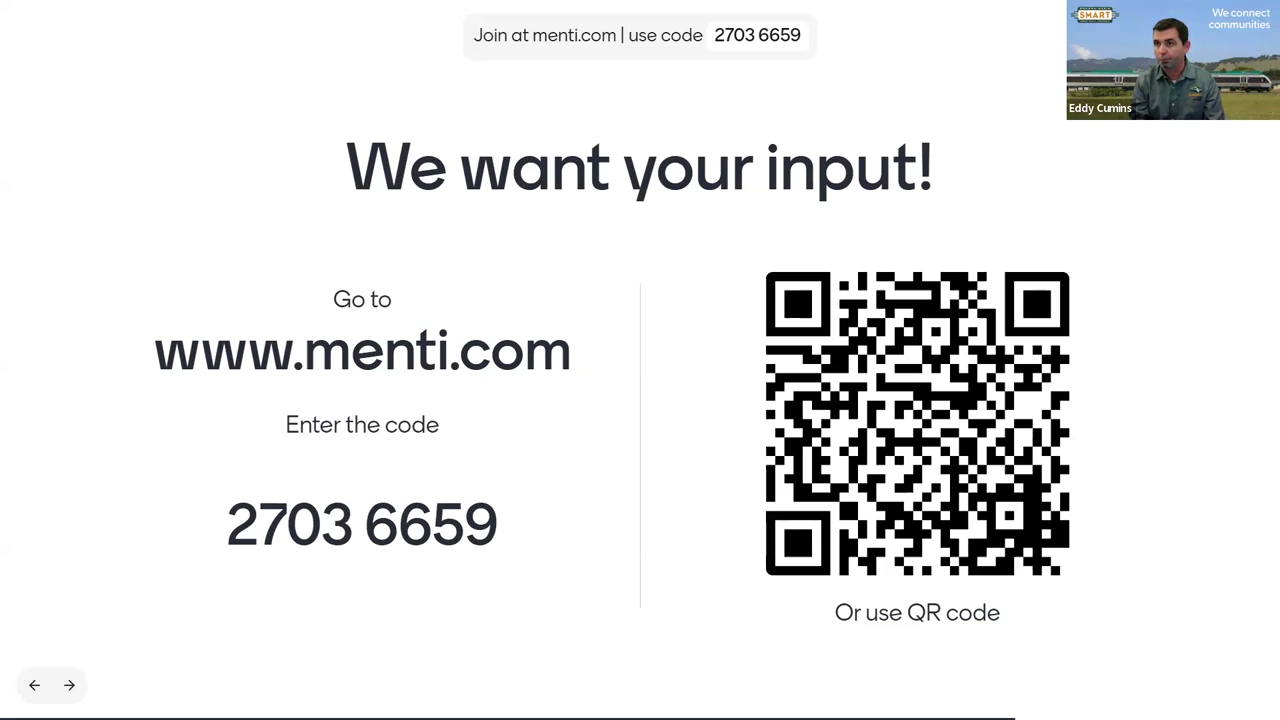 Join at menti.com | use code 2703 6659
SMART
We connect
communities
Eddy Cumins
We want your input!
Go to
www.menti.com
Enter the code
2703 6659
Or use QR code